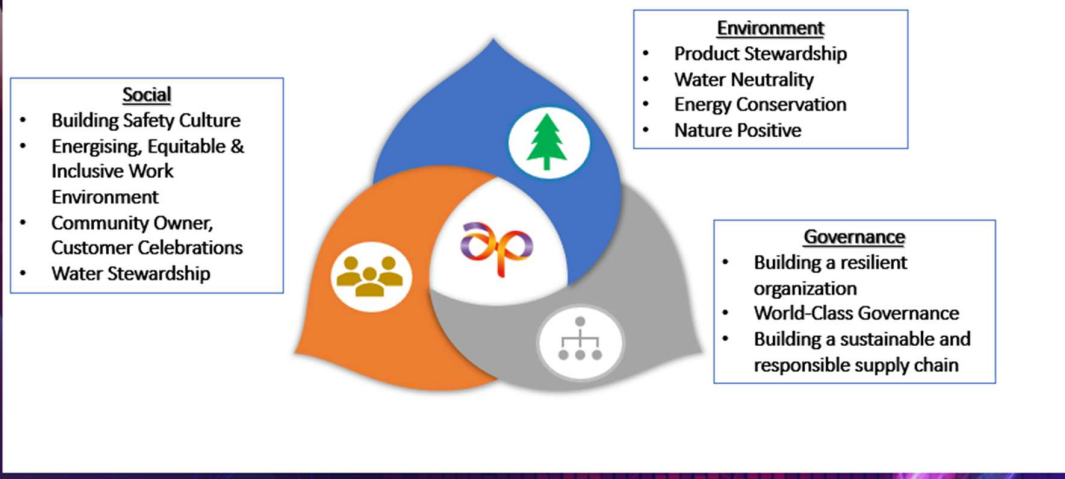 Environment
• Product Stewardship
• Water Neutrality
• Energy Conservation
• Nature Positive
Social
• Building Safety Culture
• Energising, Equitable &
Inclusive Work
Environment
• Community Owner,
Customer Celebrations
• Water Stewardship
ap
Governance
• Building a resilient
organization
• World-Class Governance
• Building a sustainable and
responsible supply chain